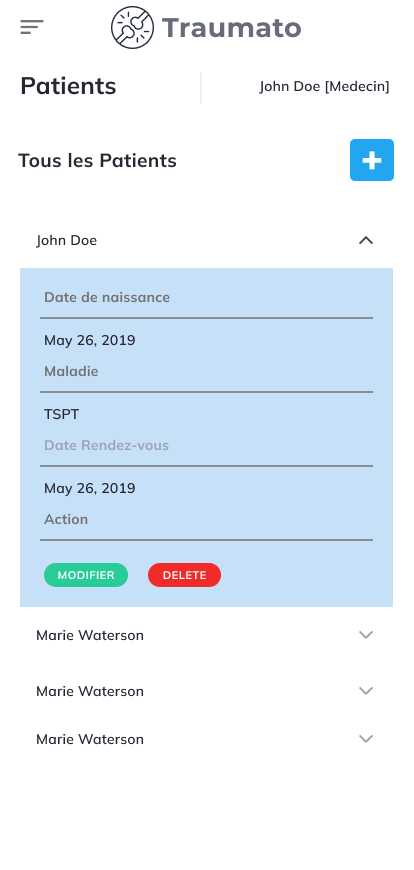 Traumato
Patients
John Doe [Medecin]
Tous les Patients
John Doe
Date de naissance
May 26, 2019
Maladie
TSPT
Date Rendez-vous
May 26, 2019
Action
MODIFIER DELETE
Marie Waterson
Marie Waterson
Marie Waterson